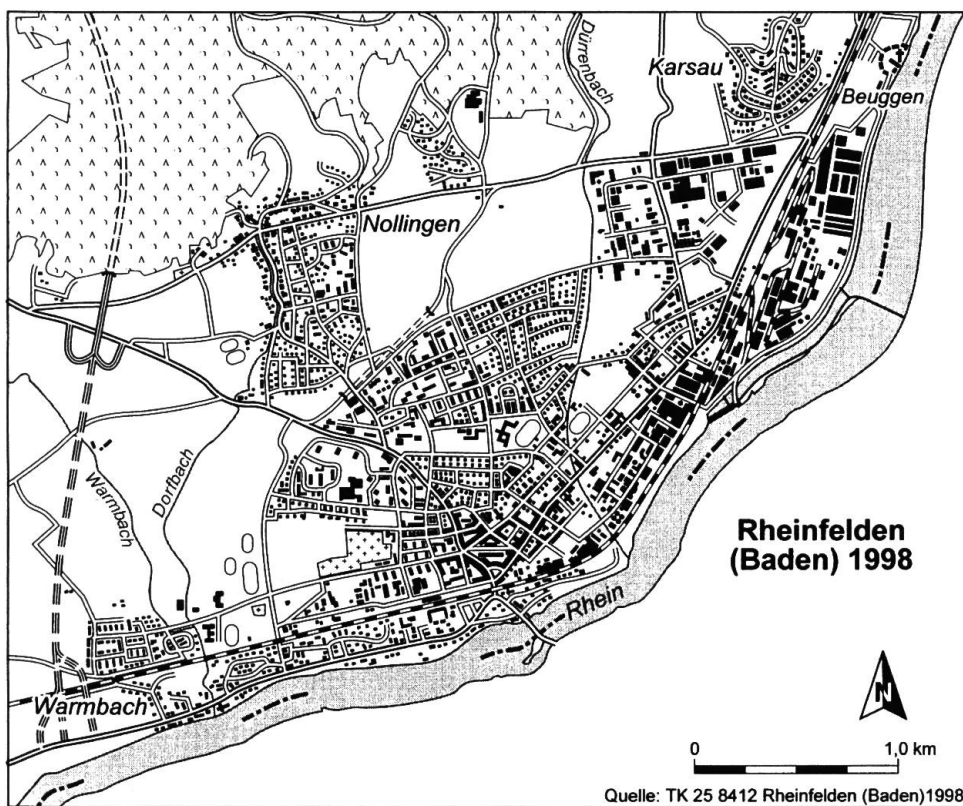 Dürrenbach
Karsau
Beuggen
Nollingen
Warmbach
Dorfbach
Rheinfelden
(Baden) 1998
Rhein
Warmbach
N
0 1,0 km
Quelle: TK 25 8412 Rheinfelden (Baden)1998